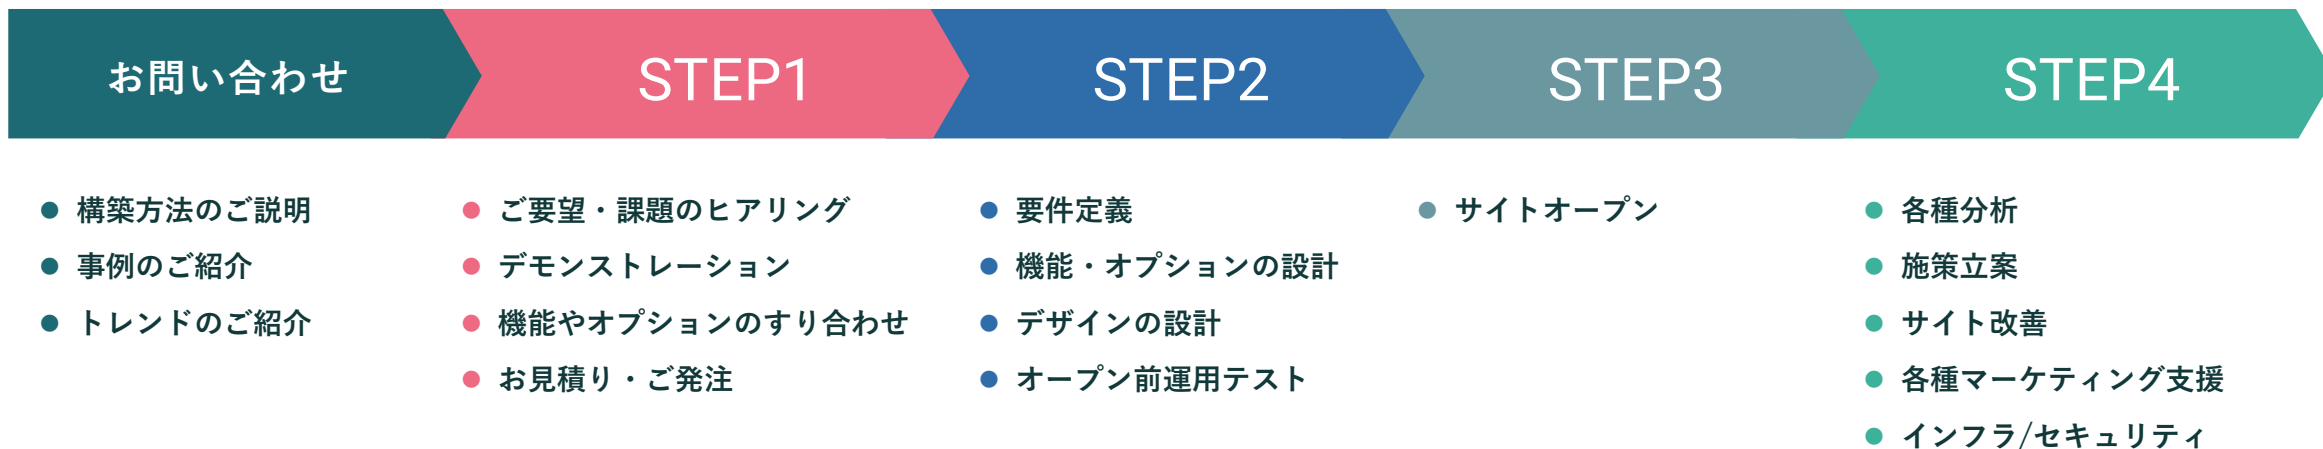 お問い合わせ
STEP1
STEP2
STEP3
STEP4
構築方法のご説明
事例のご紹介
トレンドのご紹介
ご要望・課題のヒアリング
デモンストレーション
機能やオプションのすり合わせ
お見積り・ご発注
要件定義
機能・オプションの設計
デザインの設計
オープン前運用テスト
サイトオープン
各種分析
施策立案
サイト改善
各種マーケティング支援
インフラ/セキュリティ